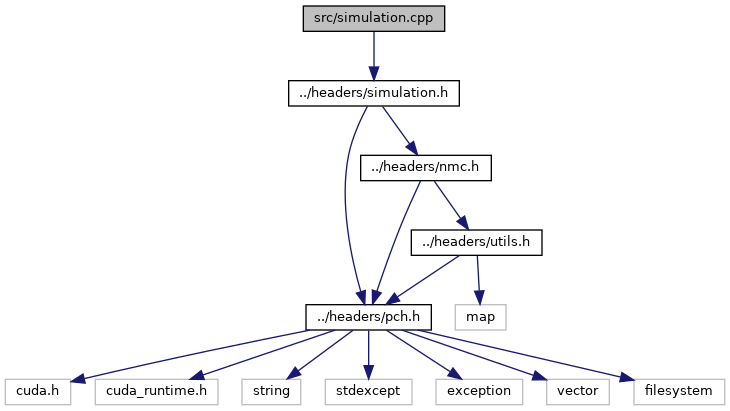 src/simulation.cpp
../headers/simulation.h
../headers/nmc.h
../headers/utils.h
../headers/pch.h
map
cuda.h
cuda_runtime.h
string
stdexcept
exception
vector
filesystem